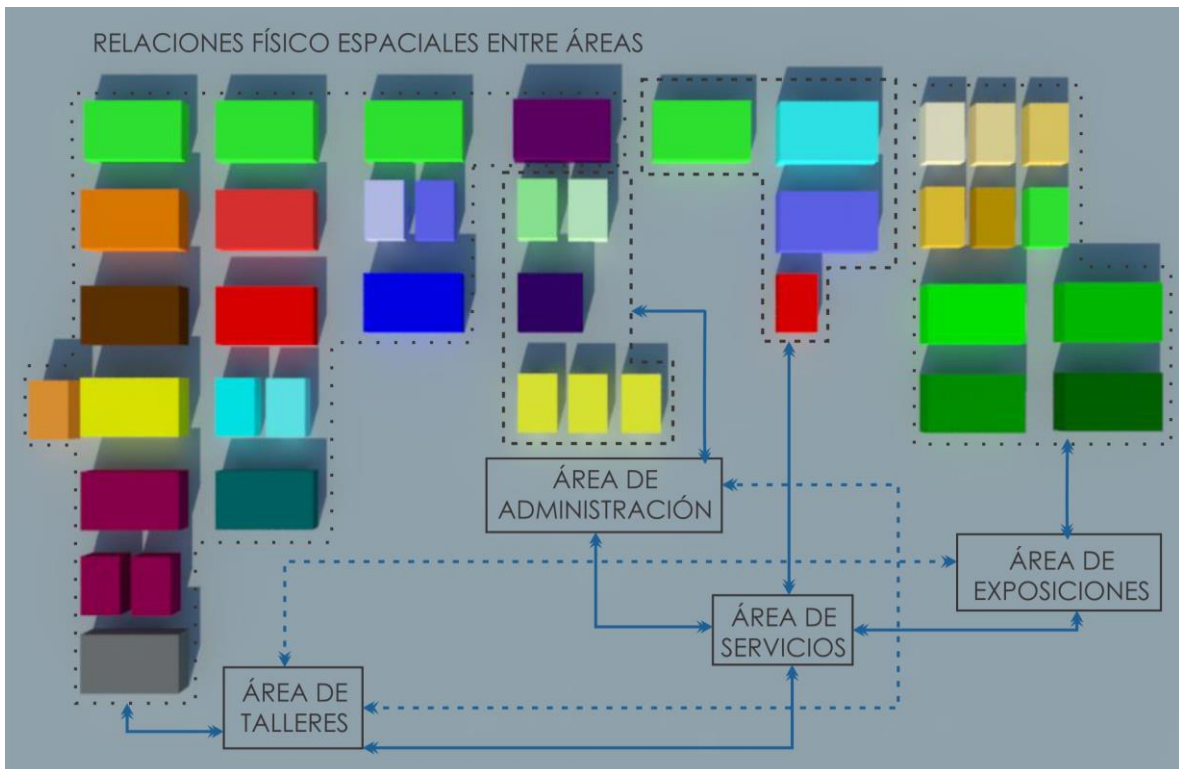 RELACIONES FÍSICO ESPACIALES ENTRE ÁREAS
ÁREA DE
ADMINISTRACIÓN
ÁREA DE
EXPOSICIONES
ÁREA DE
SERVICIOS
ÁREA DE
TALLERES